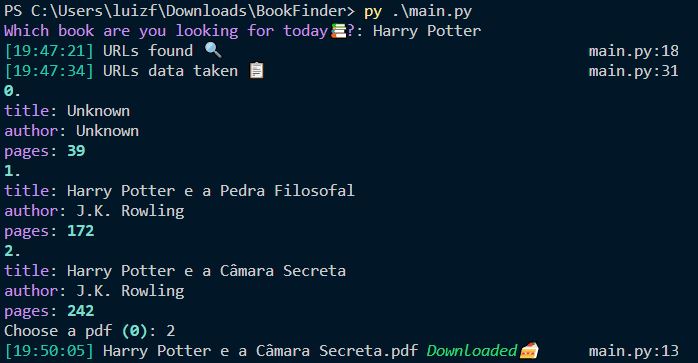 PS C:\Users\luizf\Downloads\BookFinder> py .\main.py
Which book are you looking for today📚?: Harry Potter
[19:47:21] URLs found 🔍 main.py:18
[19:47:34] URLs data taken 📋 main.py:31
0.
title: Unknown
author: Unknown
pages: 39
1.
title: Harry Potter e a Pedra Filosofal
author: J.K. Rowling
pages: 172
2.
title: Harry Potter e a Câmara Secreta
author: J.K. Rowling
pages: 242
Choose a pdf (0): 2
[19:50:05] Harry Potter e a Câmara Secreta.pdf Downloaded🍰 main.py:13